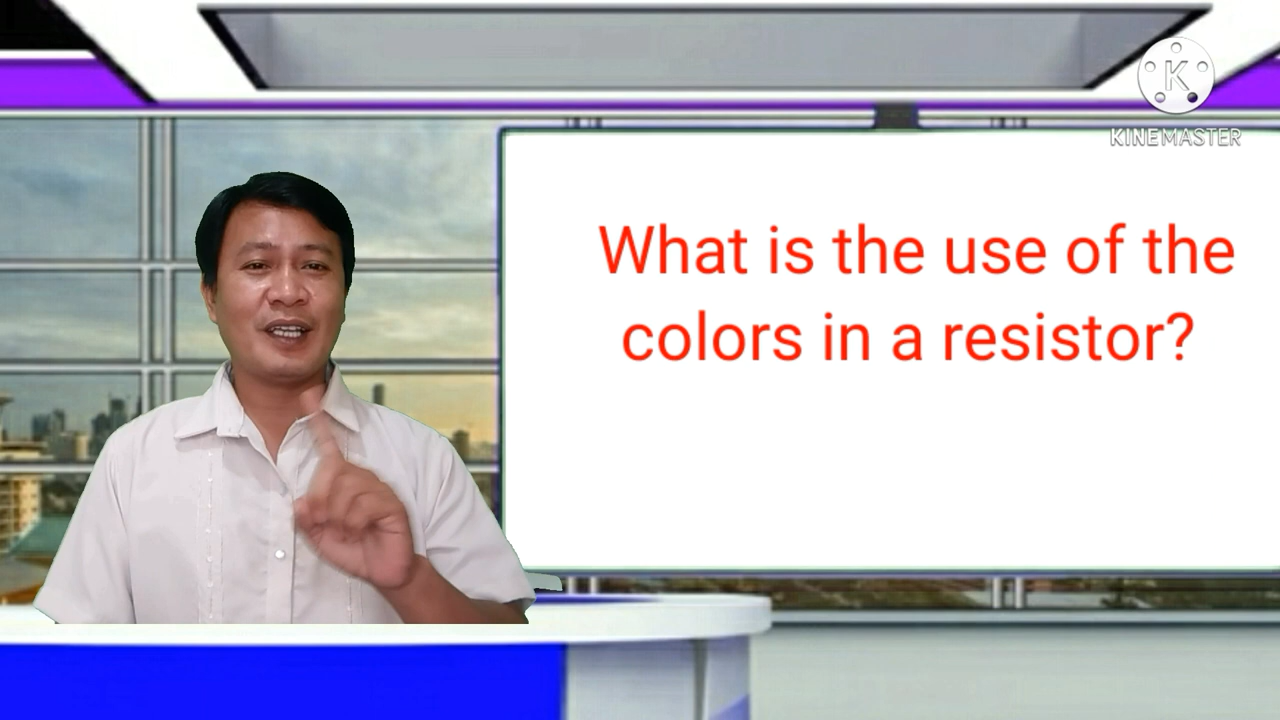 K
KINEMASTER
What is the use of the
colors in a resistor?